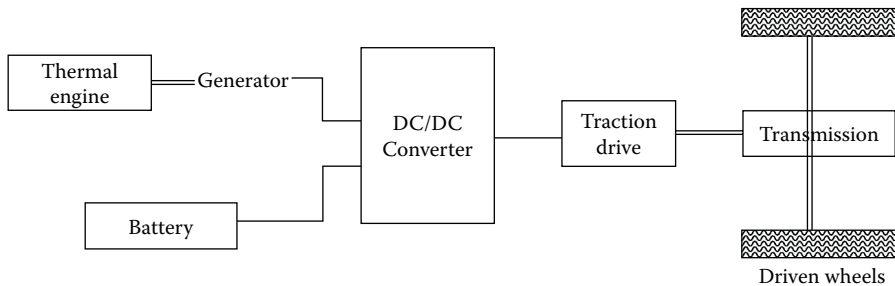 Thermal
engine
Generator
DC/DC
Converter
Traction
drive
Transmission
Battery
Driven wheels